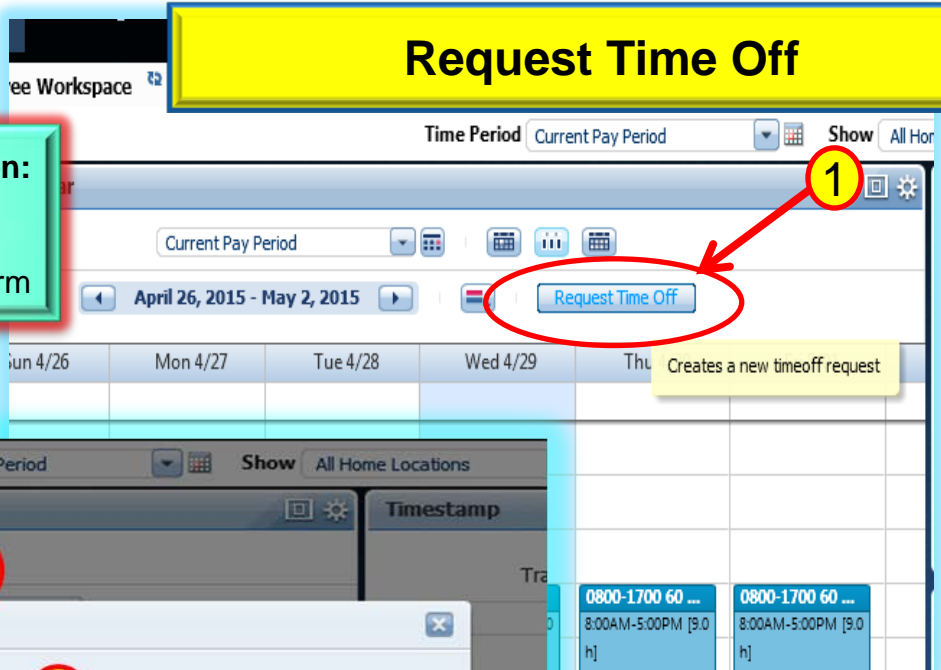 Request Time Off
ree Workspace
Time Period Current Pay Period Show All Hor
n:
ar
1
Current Pay Period
rm
April 26, 2015 - May 2, 2015 Request Time Off
Sun 4/26 Mon 4/27 Tue 4/28 Wed 4/29 Thu
Creates a new timeoff request
Period Show All Home Locations
Timestamp
Tra
0800-1700 60 ... 0800-1700 60 ...
8:00AM-5:00PM [9.0 8:00AM-5:00PM [9.0
h] h]